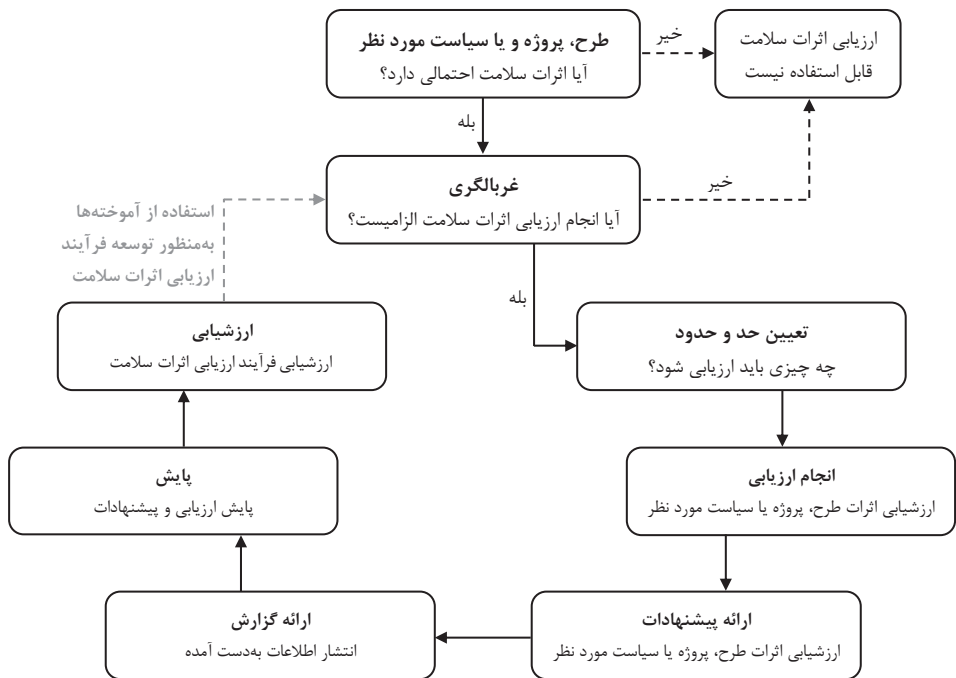 طرح، پروژه و یا سیاست مورد نظر
آیا اثرات سلامت احتمالی دارد؟
خیر
ارزیابی اثرات سلامت
قابل استفاده نیست
بله
غربالگری
آیا انجام ارزیابی اثرات سلامت الزامیست؟
خیر
استفاده از آموخته‌ها
به‌منظور توسعه فرآیند
ارزیابی اثرات سلامت
بله
تعیین حد و حدود
چه چیزی باید ارزیابی شود؟
ارزشیابی
ارزشیابی فرآیند ارزیابی اثرات سلامت
انجام ارزیابی
ارزشیابی اثرات طرح، پروژه یا سیاست مورد نظر
پایش
پایش ارزیابی و پیشنهادات
ارائه پیشنهادات
ارزشیابی اثرات طرح، پروژه یا سیاست مورد نظر
ارائه گزارش
انتشار اطلاعات به‌دست آمده